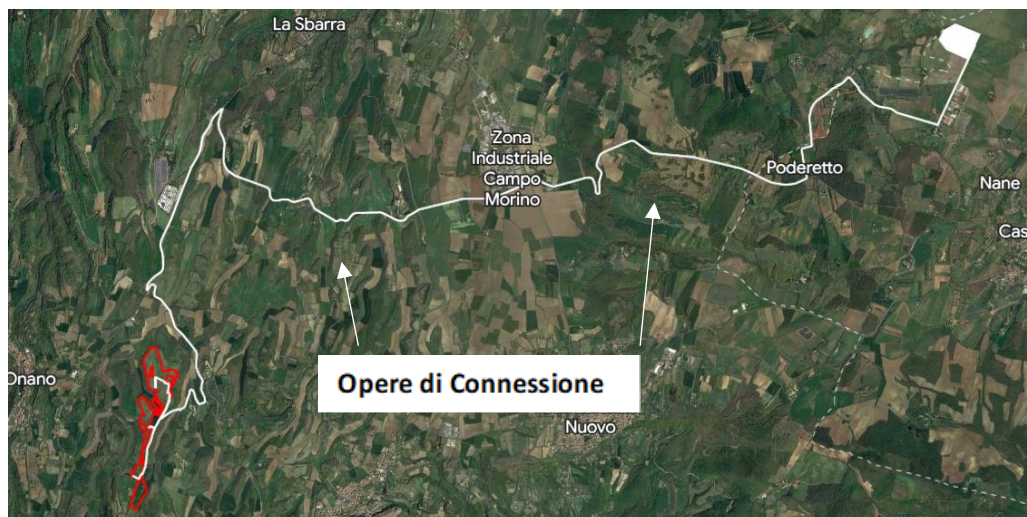 La Sbarra
Zona
Industriale
Campo
Morino
Poderetto
Nane
Cas
Onano
Opere di Connessione
Nuovo